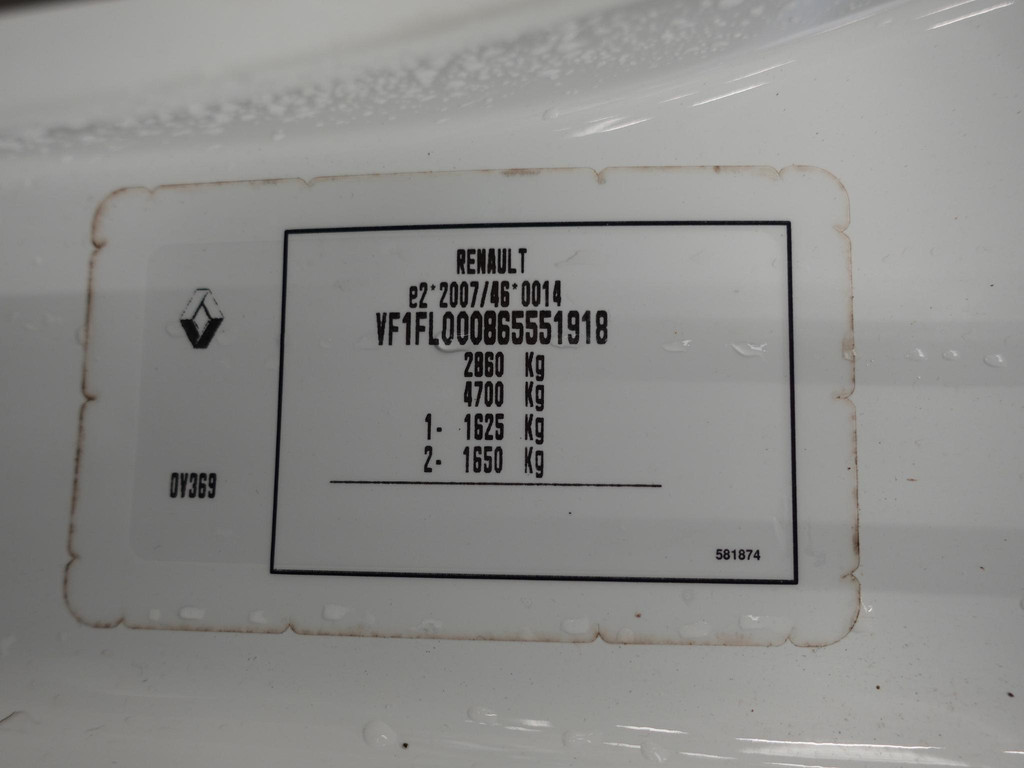 RENAULT
e2*2007/46*0014
VF1FL000865551918
2860 Kg
4700 Kg
1- 1625 Kg
2- 1650 Kg
0V369
581874